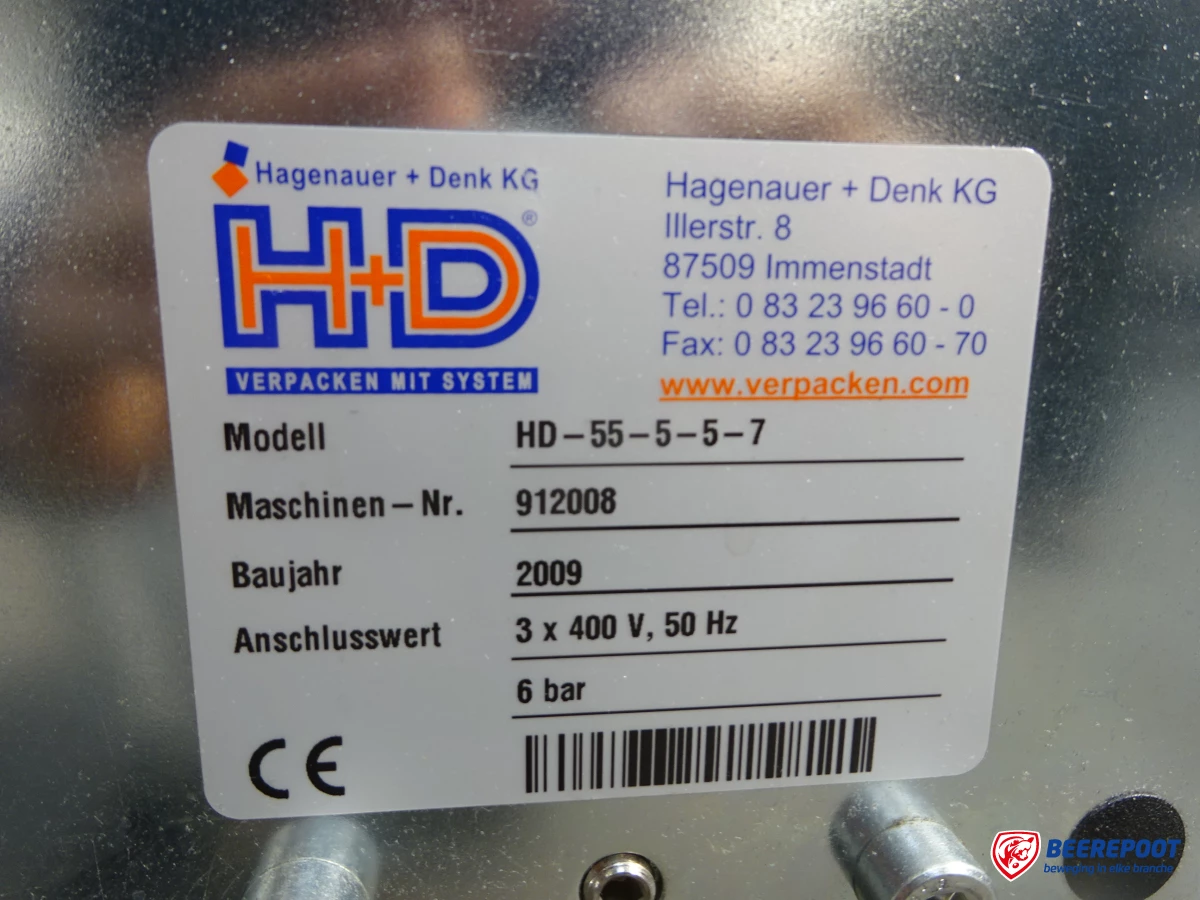 Hagenauer + Denk KG
H+D®
VERPACKEN MIT SYSTEM
Hagenauer + Denk KG
Illerstr. 8
87509 Immenstadt
Tel.: 0 83 23 96 60 - 0
Fax: 0 83 23 96 60 - 70
www.verpacken.com
Modell HD-55-5-5-7
Maschinen-Nr. 912008
Baujahr 2009
Anschlusswert 3 x 400 V, 50 Hz
6 bar
CE
BEEREPOOT
beweging in elke branche